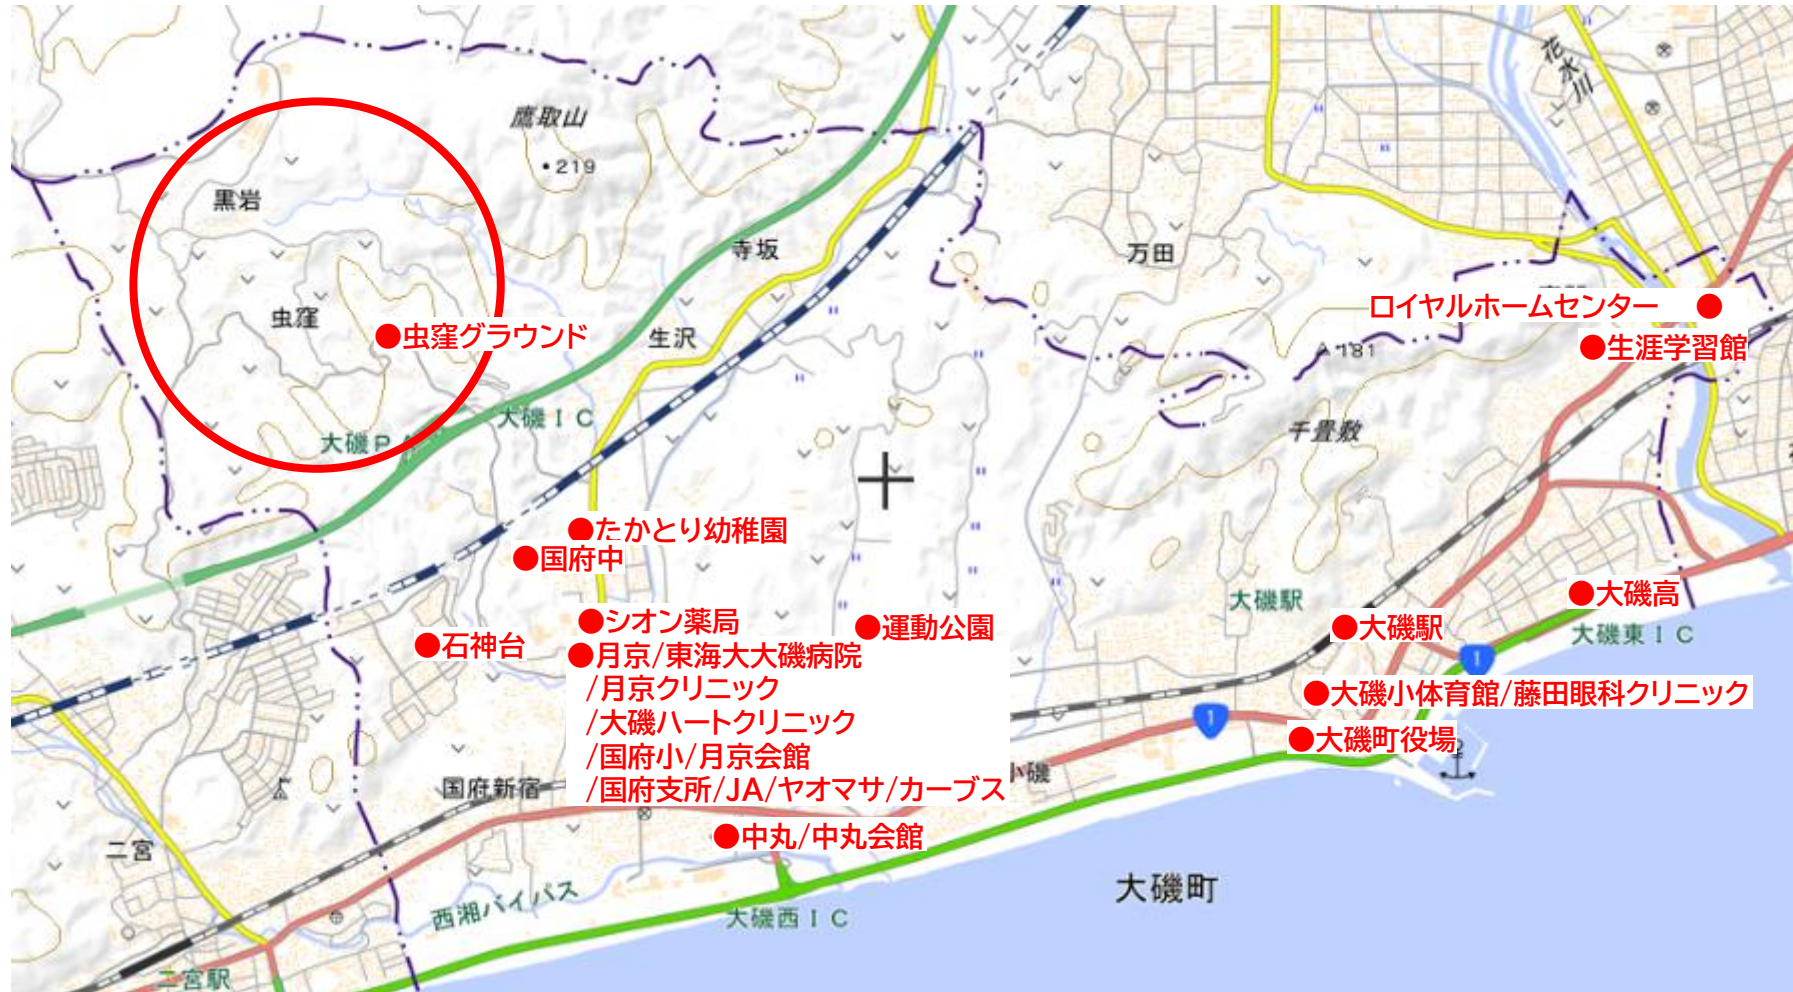 花水川
鷹取山
219
黒岩
寺坂
万田
虫窪
ロイヤルホームセンター ●
●虫窪グラウンド
生沢
181
●生涯学習館
大磯IC
大磯PA
千畳敷
●たかとり幼稚園
●国府中
●シオン薬局
●運動公園
大磯駅
●大磯高
●大磯駅
大磯東IC
●石神台
●月京/東海大大磯病院
/月京クリニック
/大磯ハートクリニック
/国府小/月京会館
/国府支所/JA/ヤオマサ/カーブス
1
●大磯小体育館/藤田眼科クリニック
1
●大磯町役場
小磯
国府新宿
●中丸/中丸会館
二宮
西湘バイパス
大磯西IC
大磯町
二宮駅